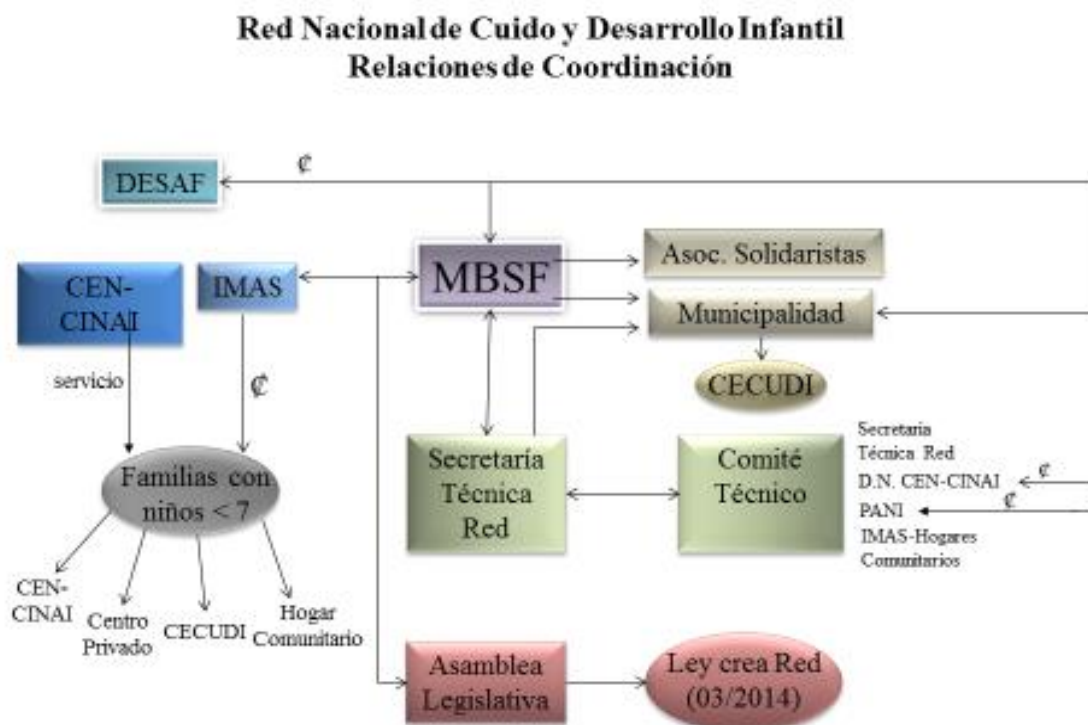 Red Nacional de Cuido y Desarrollo Infantil
Relaciones de Coordinación
₡
DESAF
MBSF
Asoc. Solidaristas
CEN-
CINAI
IMAS
Municipalidad
servicio
₡
CECUDI
Familias con
niños < 7
Secretaría
Técnica
Red
Comité
Técnico
Secretaria
Técnica Red
D.N. CEN-CINAI
₡
PANI
₡
IMAS-Hogares
Comunitarios
CEN-
CINAI
Centro
Privado
CECUDI
Hogar
Comunitario
Asamblea
Legislativa
Ley crea Red
(03/2014)